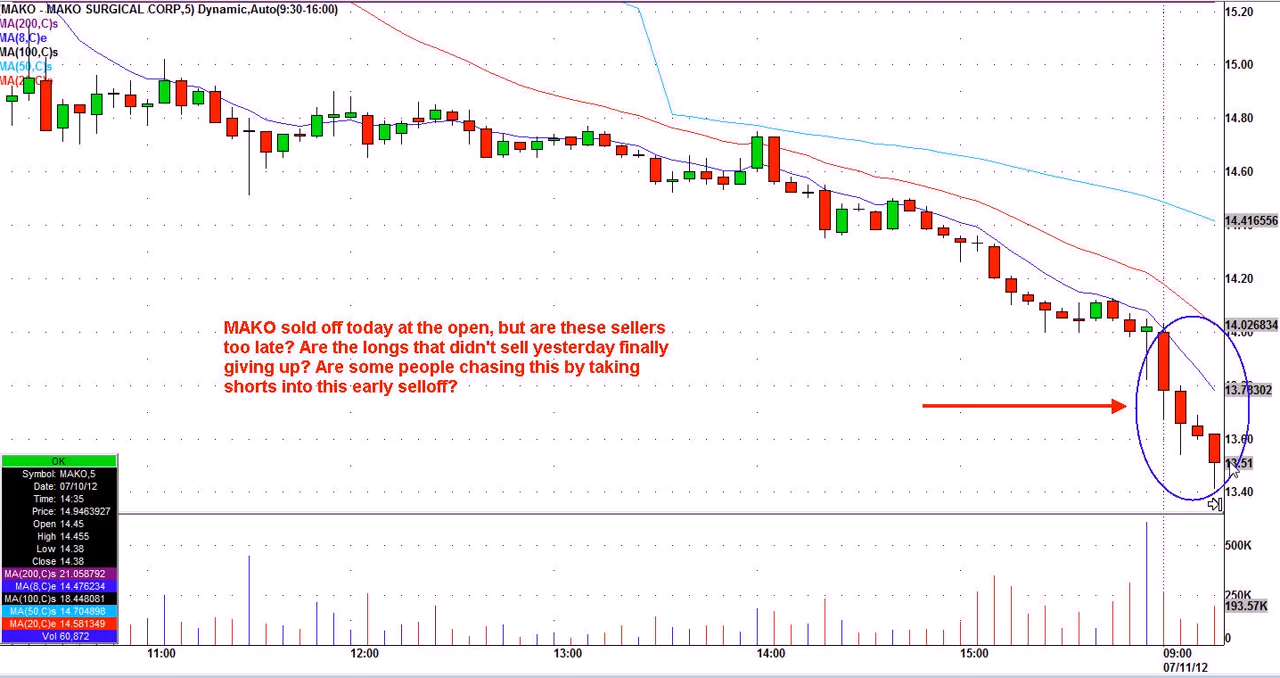 MAKO - MAKO SURGICAL CORP,5) Dynamic,Auto(9:30-16:00)
MA(200,C)s
MA(8,C)e
MA(100,C)s
MA(50,C)s
15.20
15.00
14.80
14.60
14.416556
14.20
14.026834
14.00
13.78302
13.60
13.51
13.40
MAKO sold off today at the open, but are these sellers
too late? Are the longs that didn't sell yesterday finally
giving up? Are some people chasing this by taking
shorts into this early selloff?
OK
Symbol: MAKO,5
Date: 07/10/12
Time: 14:35
Price: 14.9463927
Open 14.45
High 14.455
Low 14.38
Close 14.38
MA(200,C)s 21.058792
MA(8,C)e 14.476234
MA(100,C)s 18.448081
MA(50,C)s 14.704898
MA(20,C)e 14.581349
Vol 60,872
500K
250K
193.57K
0
11:00 12:00 13:00 14:00 15:00 09:00
07/11/12